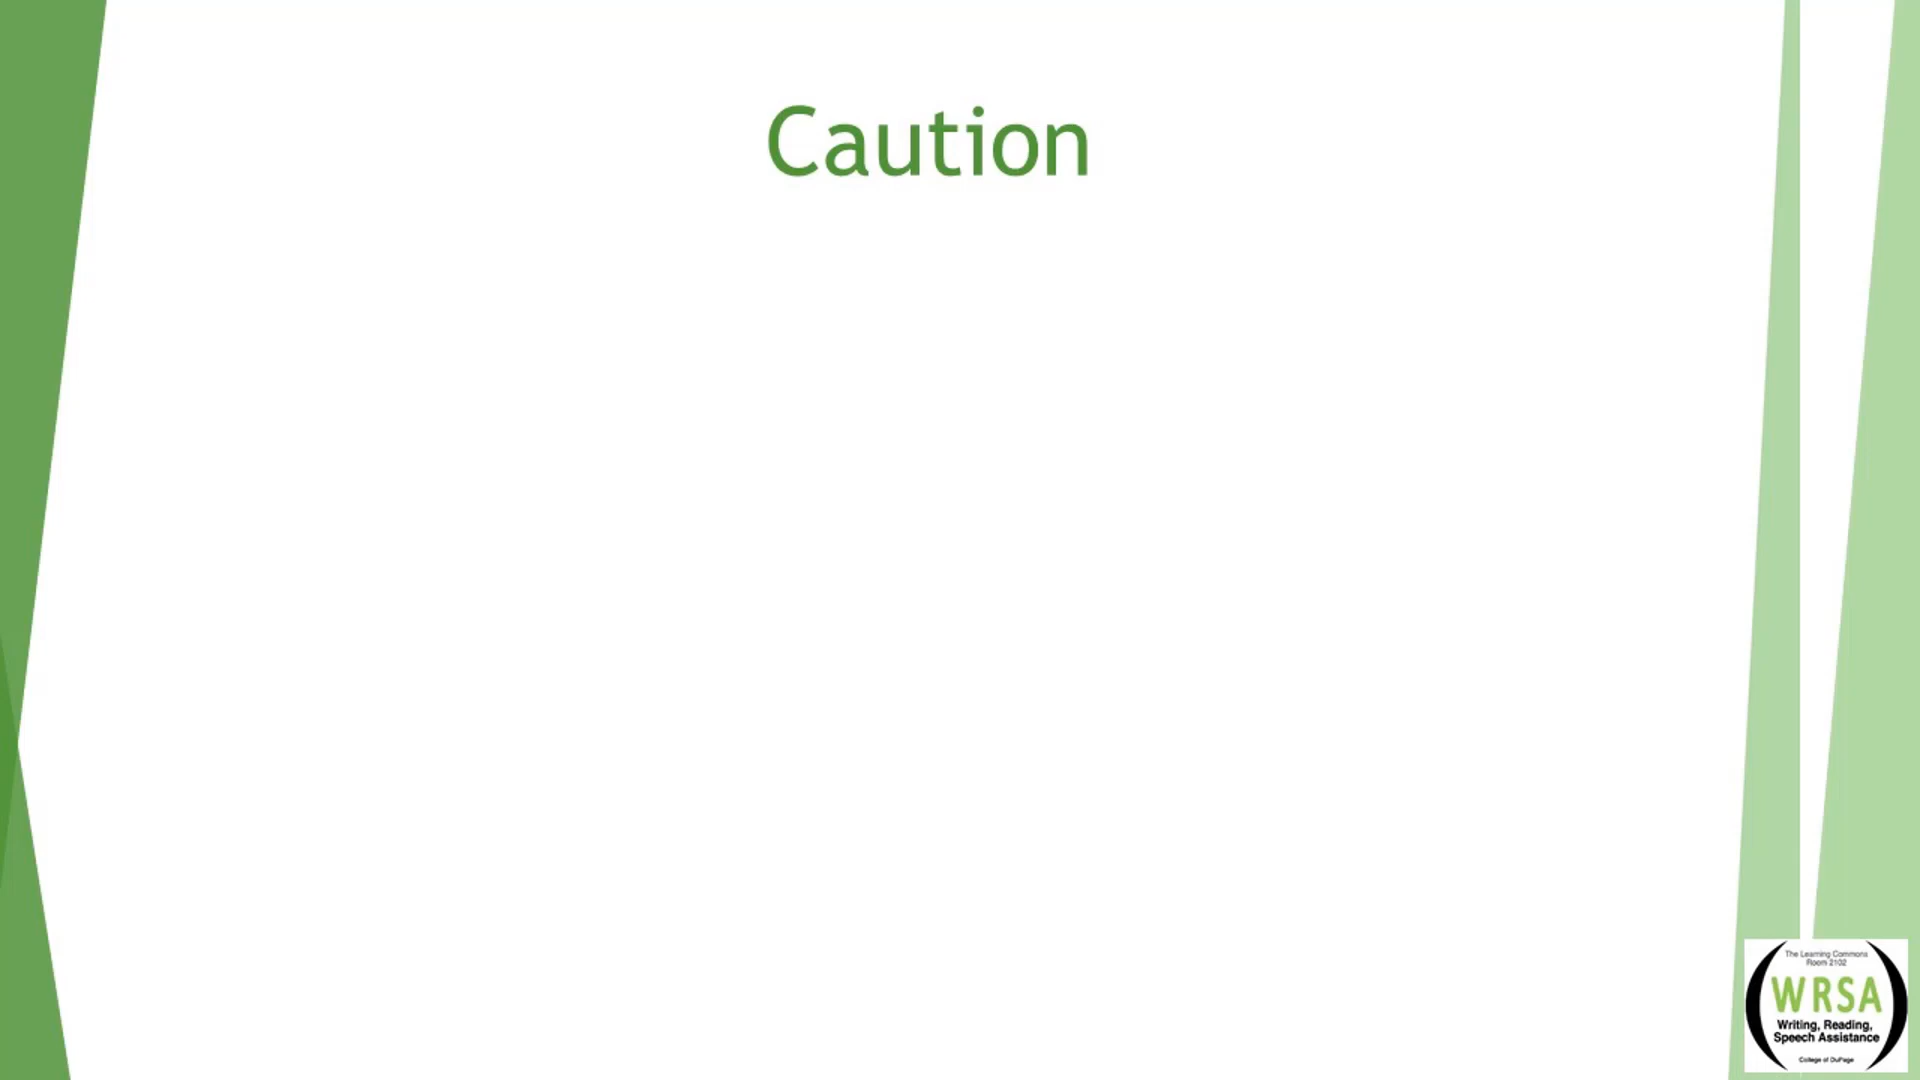 Caution
The Learning Commons
Room 2102
WRSA
Writing, Reading,
Speech Assistance
College of DuPage